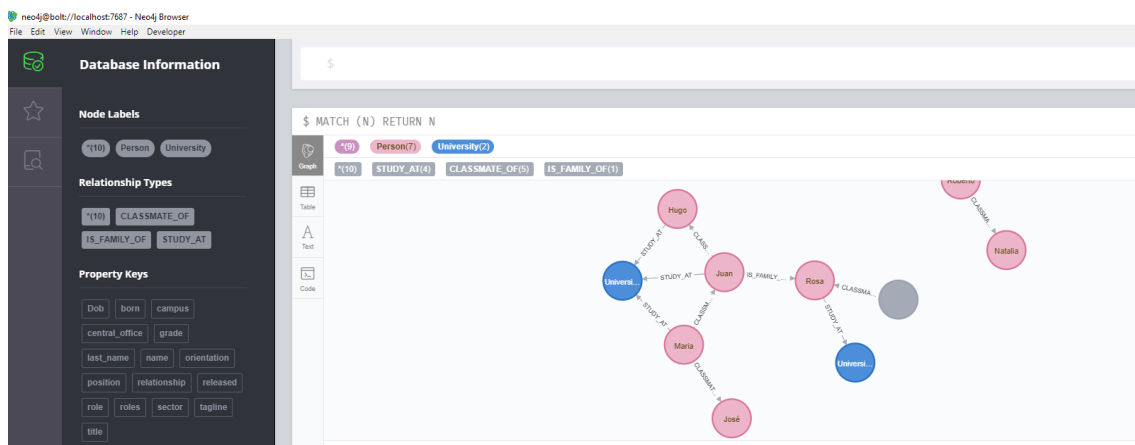 neo4j@bolt://localhost:7687 - Neo4j Browser
File Edit View Window Help Developer
Database Information
Node Labels
*(10) Person University
Relationship Types
*(10) CLASSMATE_OF
IS_FAMILY_OF STUDY_AT
Property Keys
Dob born campus
central_office grade
last_name name orientation
position relationship released
role roles sector tagline
title
$
$ MATCH (N) RETURN N
*(9) Person(7) University(2)
*(10) STUDY_AT(4) CLASSMATE_OF(5) IS_FAMILY_OF(1)
Graph
Table
Text
Code
Roberto
CLASSMA...
Natalia
Hugo
STUDY_AT
CLASS...
Universi...
STUDY_AT
Juan
IS_FAMILY_...
Rosa
CLASSMA...
STUDY_AT
CLASSM...
STUDY_AT
Maria
Universi...
CLASSMAT...
José